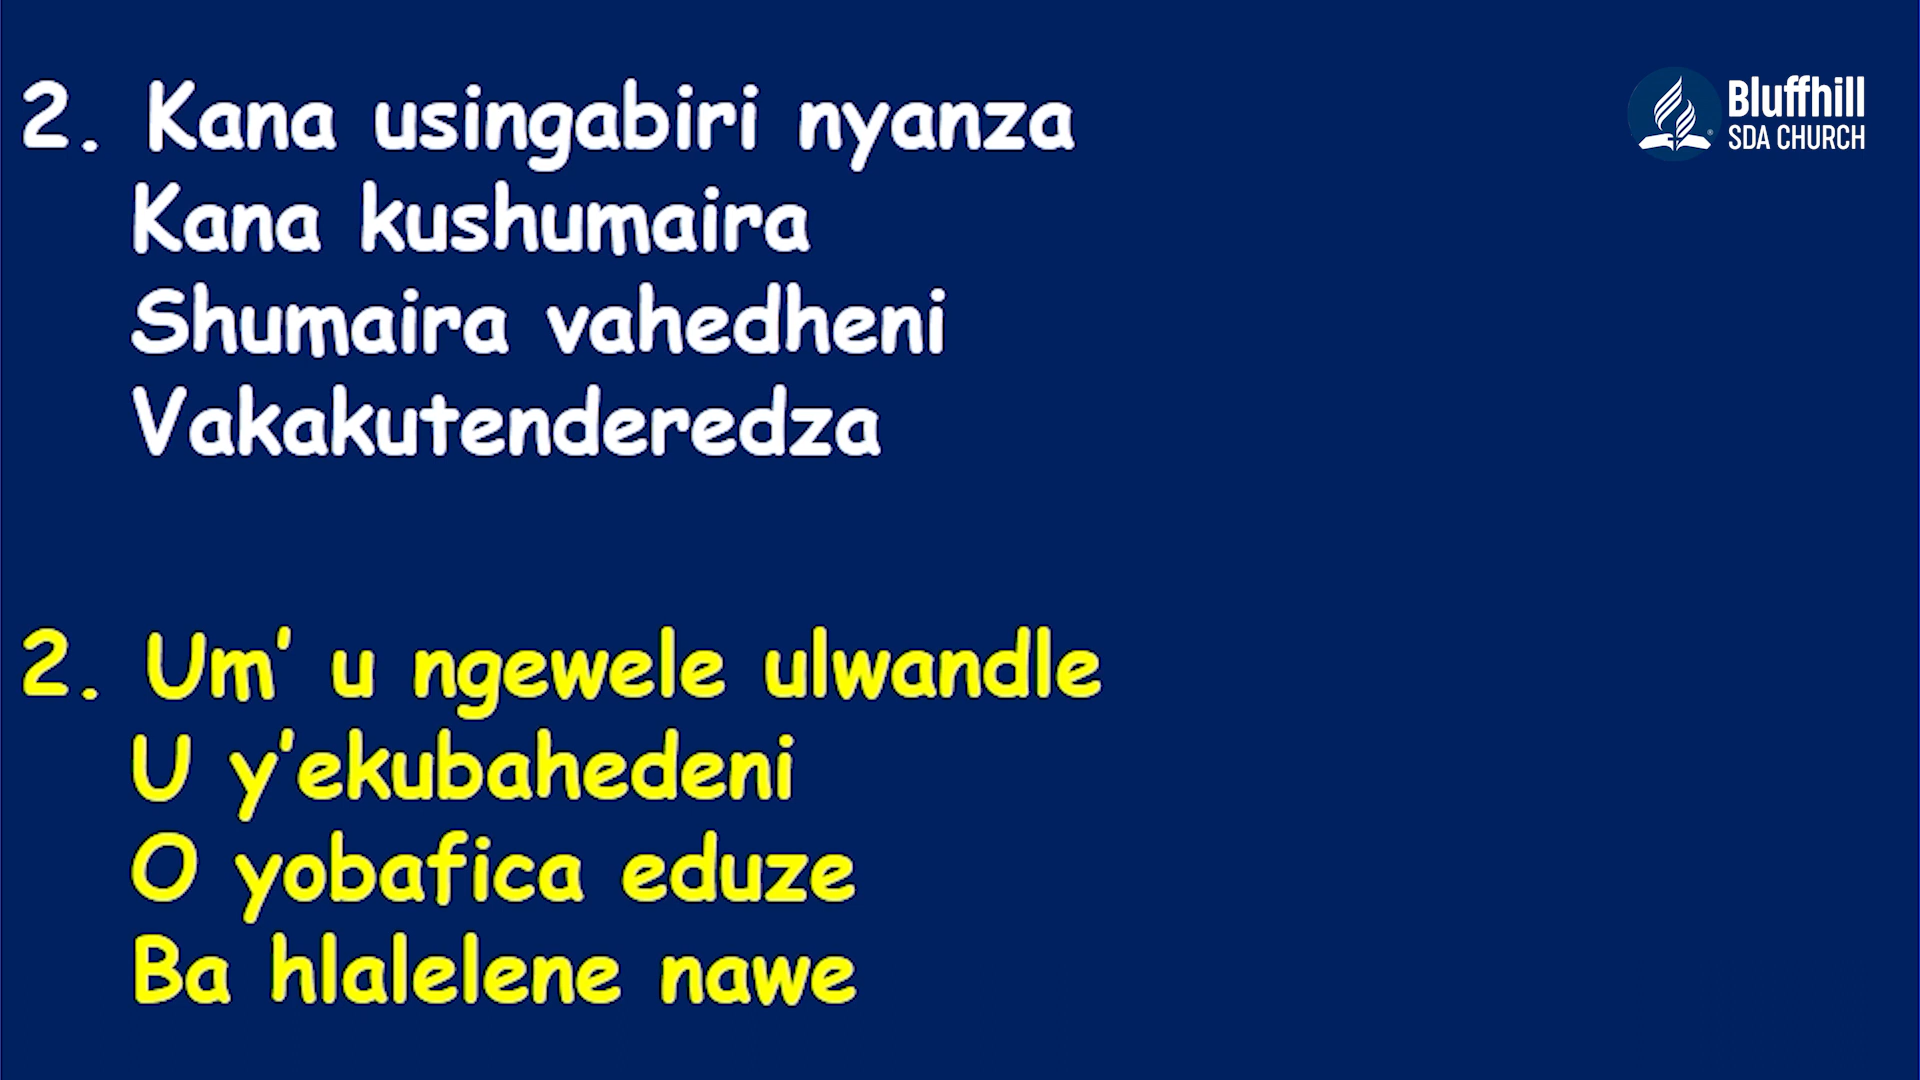 2. Kana usingabiri nyanza
Kana kushumaira
Shumaira vahedheni
Vakakutenderedza
2. Um' u ngewele ulwandle
U y'ekubahedeni
O yobafica eduze
Ba hlalelene nawe
Bluffhill
SDA CHURCH